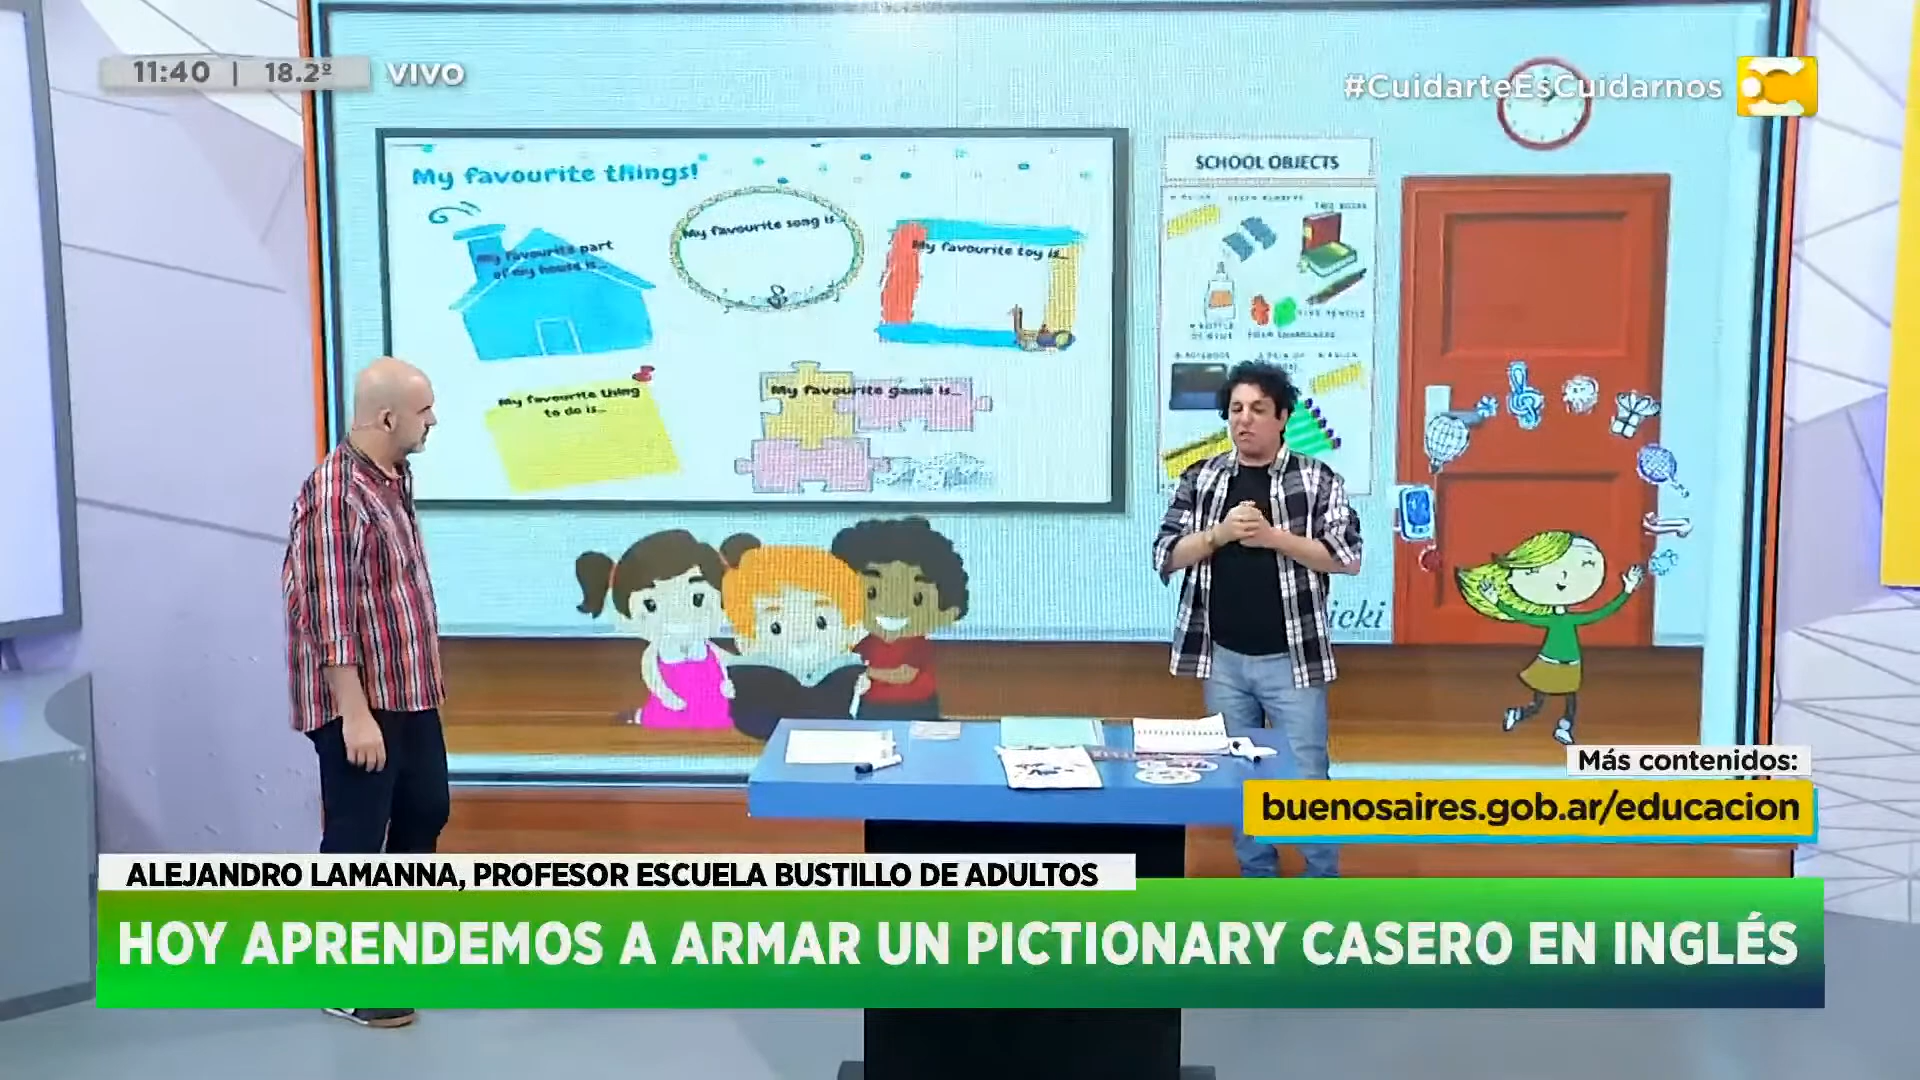 11:40 | 18.2º VIVO
#CuidarteEsCuidarnos
My favourite things!
My favourite part
of my house is...
My favourite song is...
My favourite toy is...
My favourite thing
to do is...
My favourite game is...
SCHOOL OBJECTS
icki
Más contenidos:
buenosaires.gob.ar/educacion
ALEJANDRO LAMANNA, PROFESOR ESCUELA BUSTILLO DE ADULTOS
HOY APRENDEMOS A ARMAR UN PICTIONARY CASERO EN INGLÉS